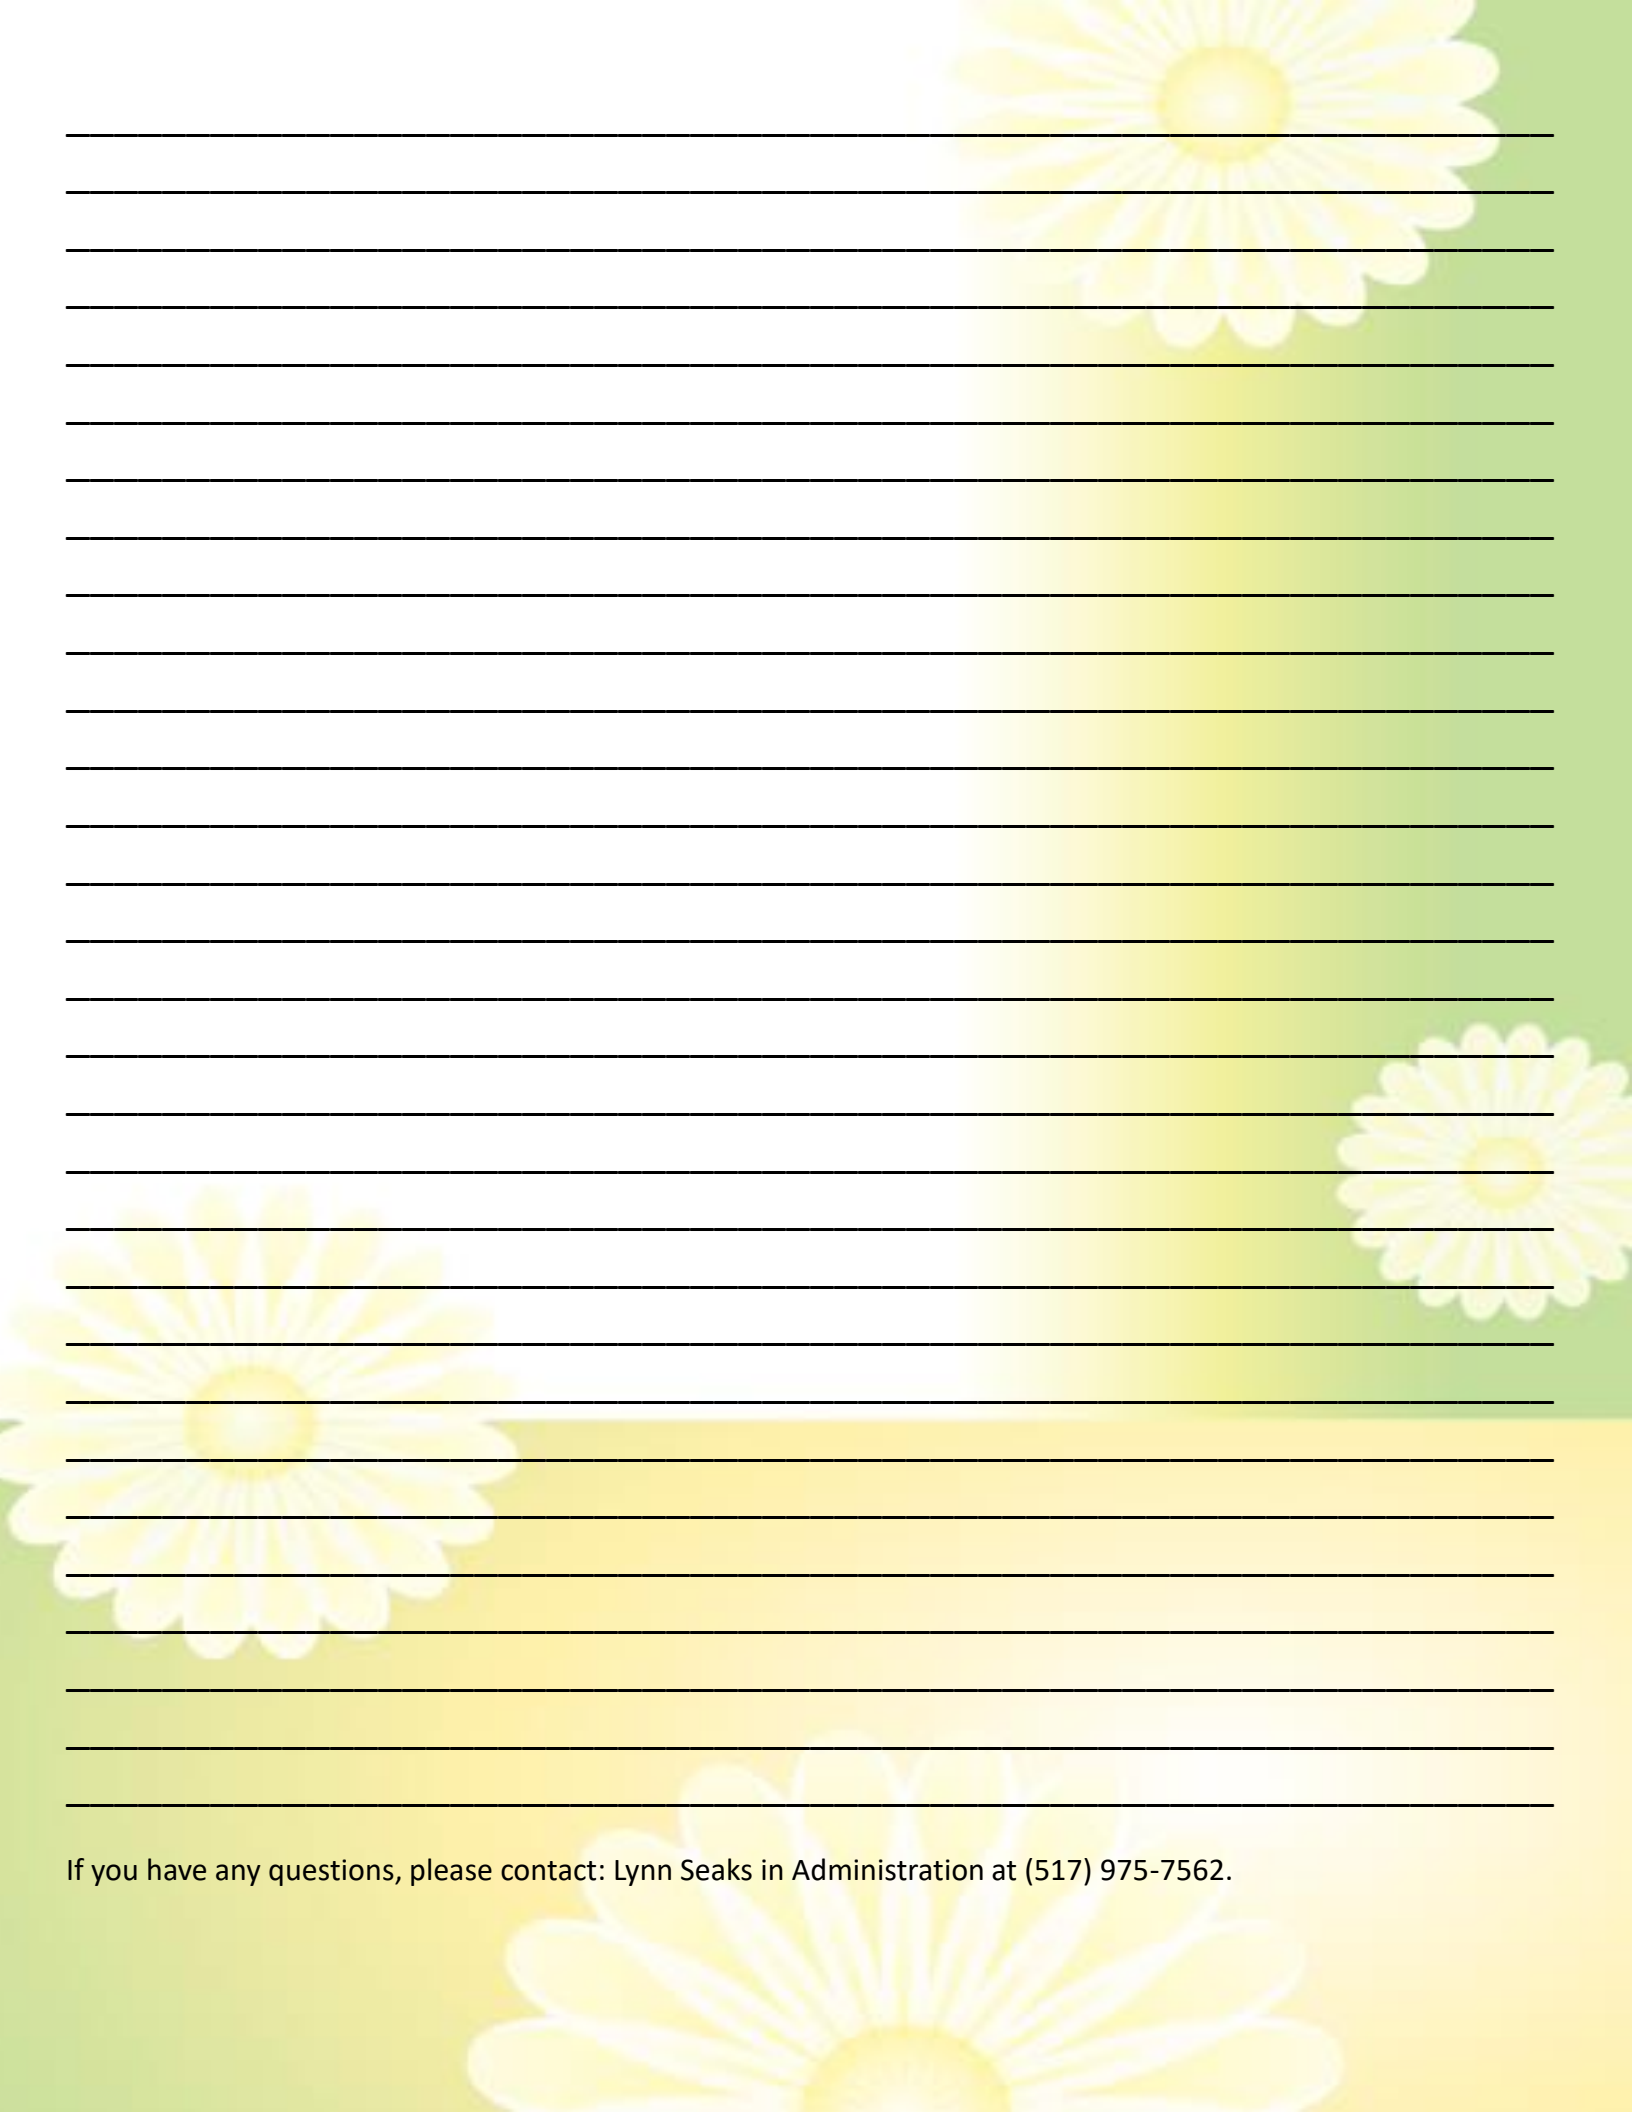 If you have any questions, please contact: Lynn Seaks in Administration at (517) 975-7562.